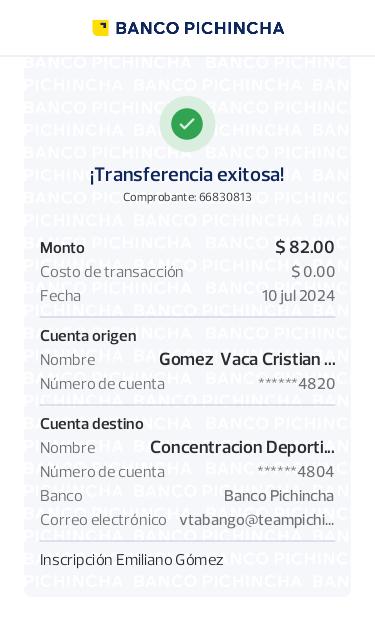 BANCO PICHINCHA
¡Transferencia exitosa!
Comprobante: 66830813
Monto $ 82.00
Costo de transacción $ 0.00
Fecha 10 jul 2024
Cuenta origen
Nombre Gomez Vaca Cristian ...
Número de cuenta ******4820
Cuenta destino
Nombre Concentracion Deporti...
Número de cuenta ******4804
Banco Banco Pichincha
Correo electrónico vtabango@teampichi...
Inscripción Emiliano Gómez